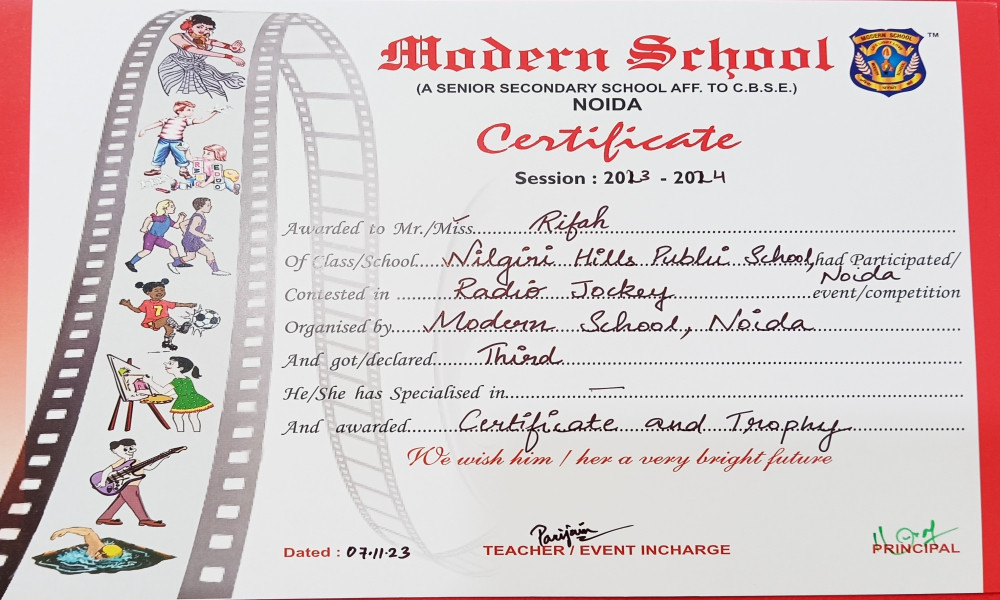 Modern School
MODERN SCHOOL
TM
(A SENIOR SECONDARY SCHOOL AFF. TO C.B.S.E.)
NOIDA
Certificate
Session : 2023 - 2024
Awarded to Mr./Miss.....Rifah
Of Class/School....Nilgiri Hills Public School, had Participated/
Noida
Contested in ........Radio Jockey........event/competition
Organised by.....Modern School, Noida
And got/declared.....Third
He/She has Specialised in........—
And awarded.....Certificate and Trophy
We wish him / her a very bright future
Dated : 07.11.23
TEACHER / EVENT INCHARGE
PRINCIPAL